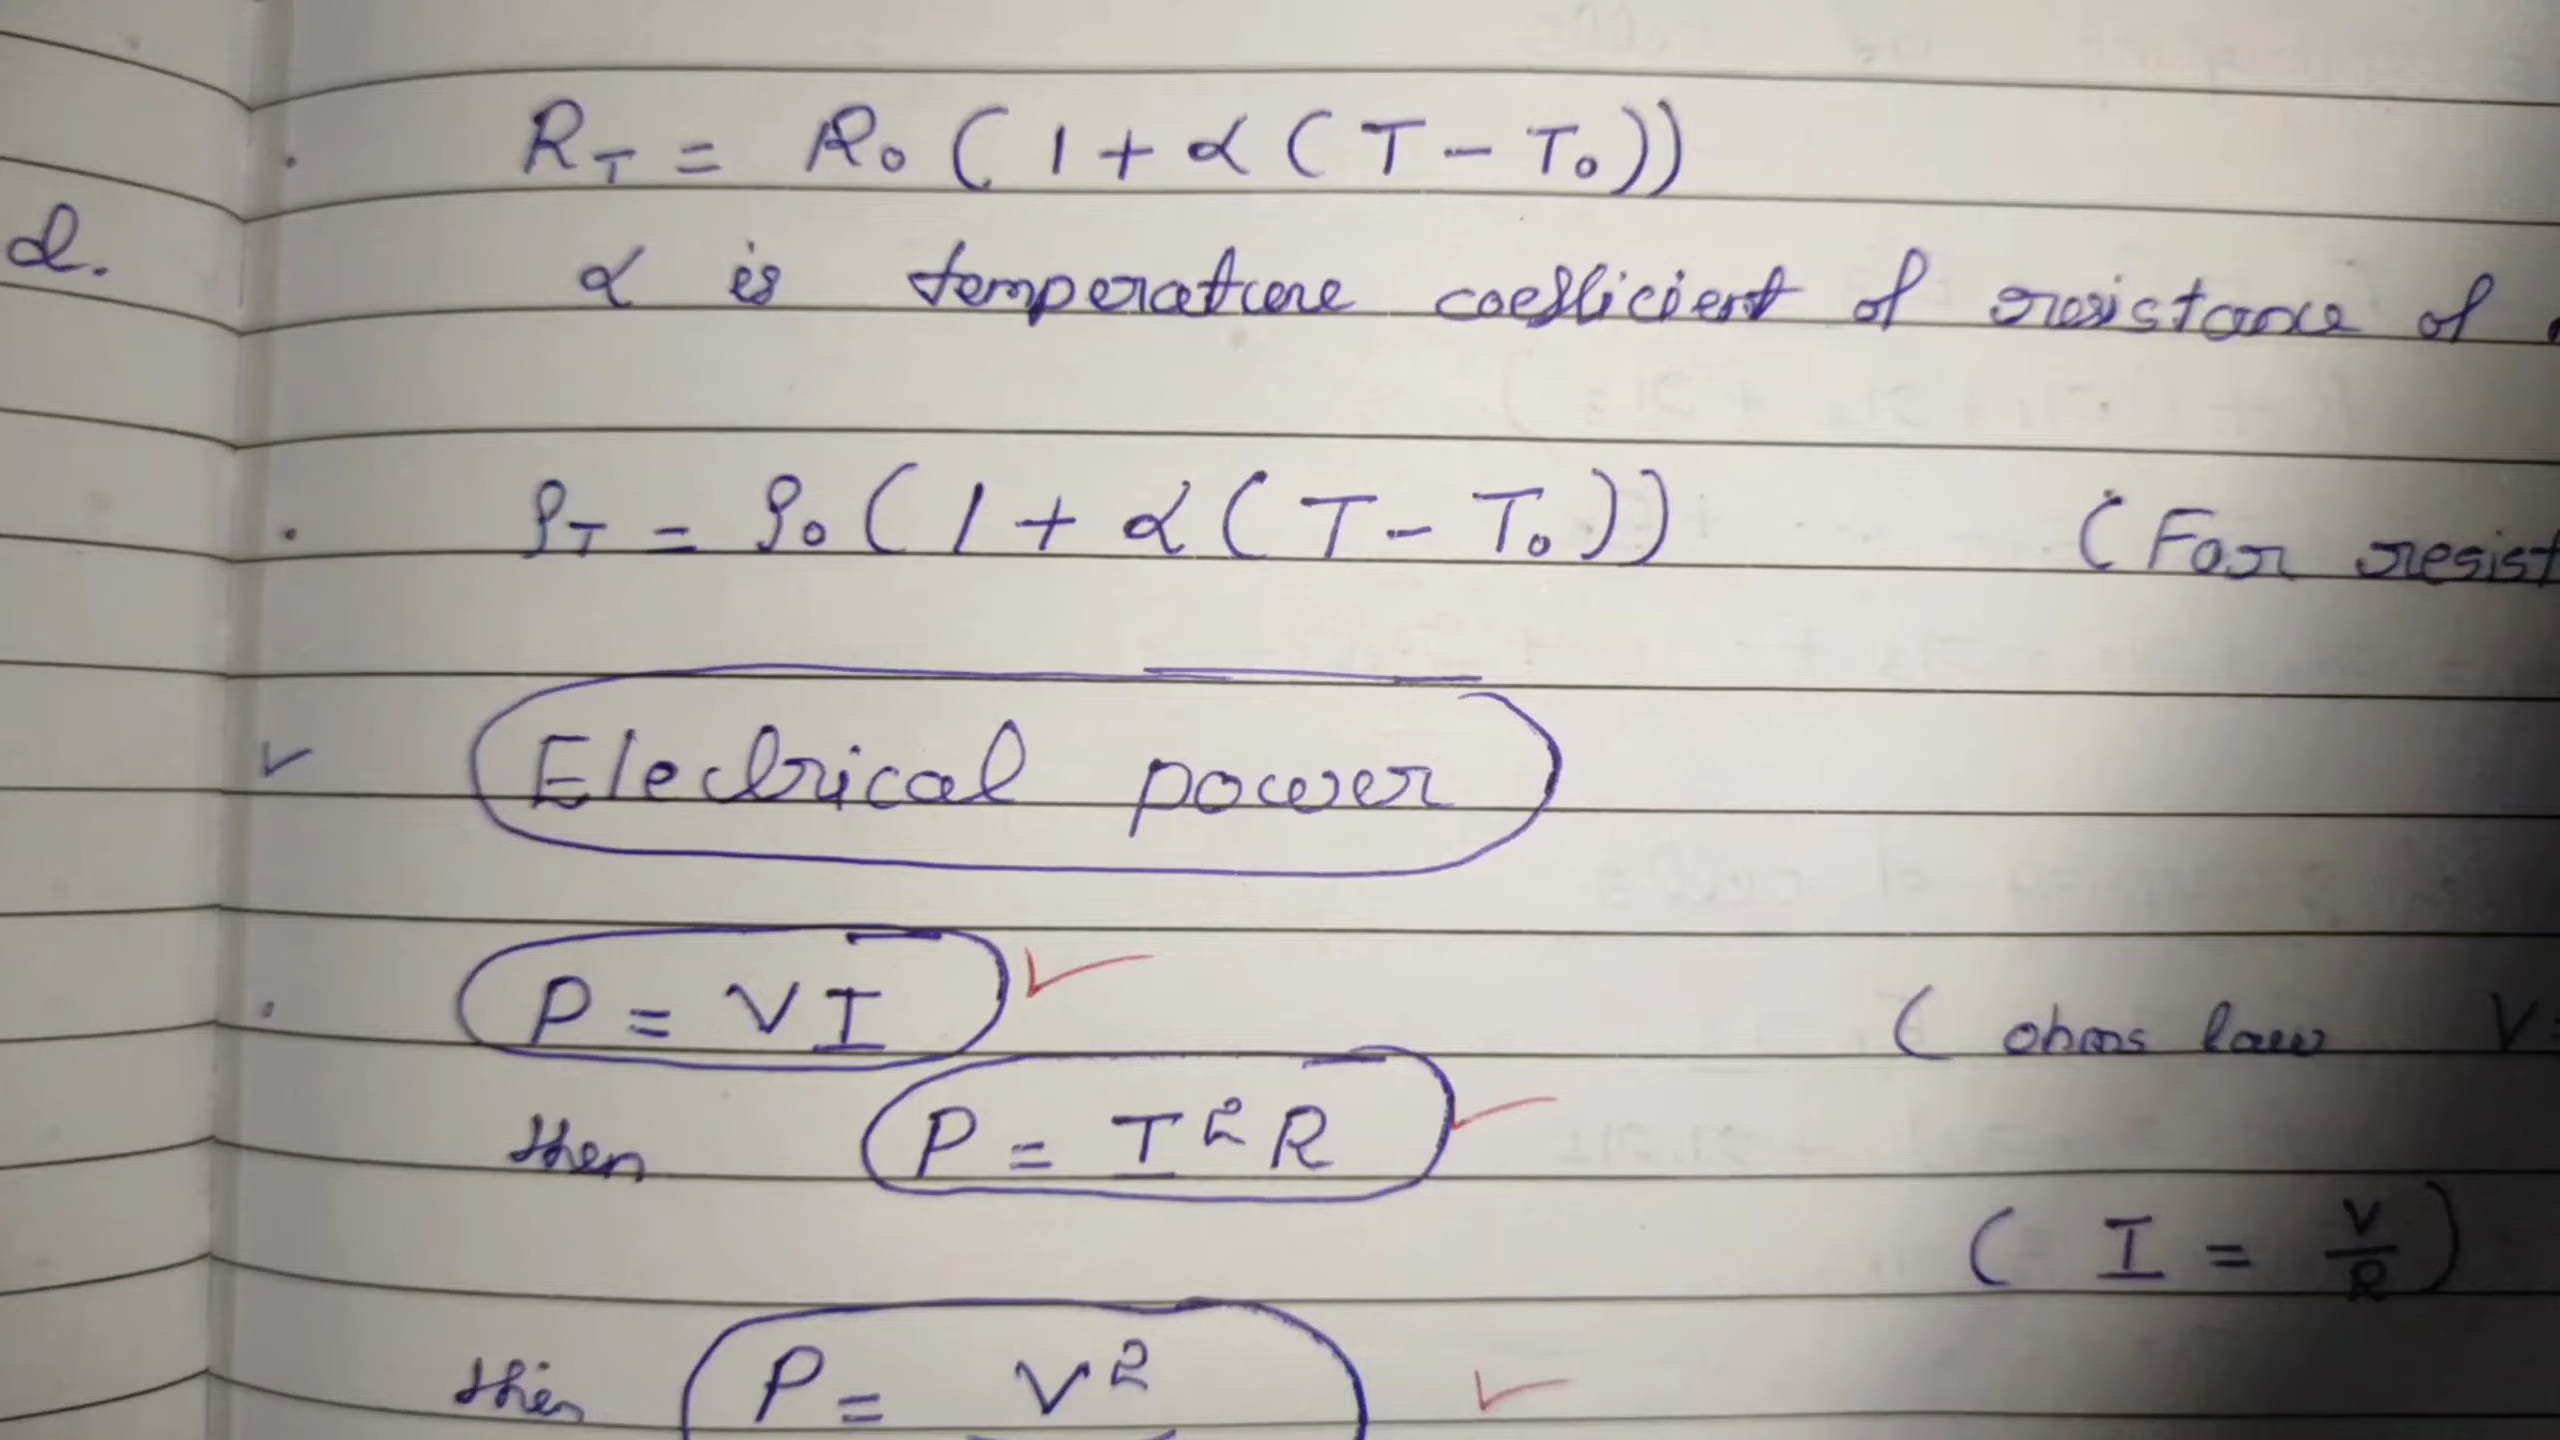 . R_T = R₀ (1 + α (T - T₀))
2.
α is temperature coefficient of resistance of
. ρ_T = ρ₀ (1 + α (T - T₀)) (For resist
✓ Electrical power
. P = VI ✓ (ohms law V =
then P = I²R ✓
(I = V/R)
then P = V² ✓